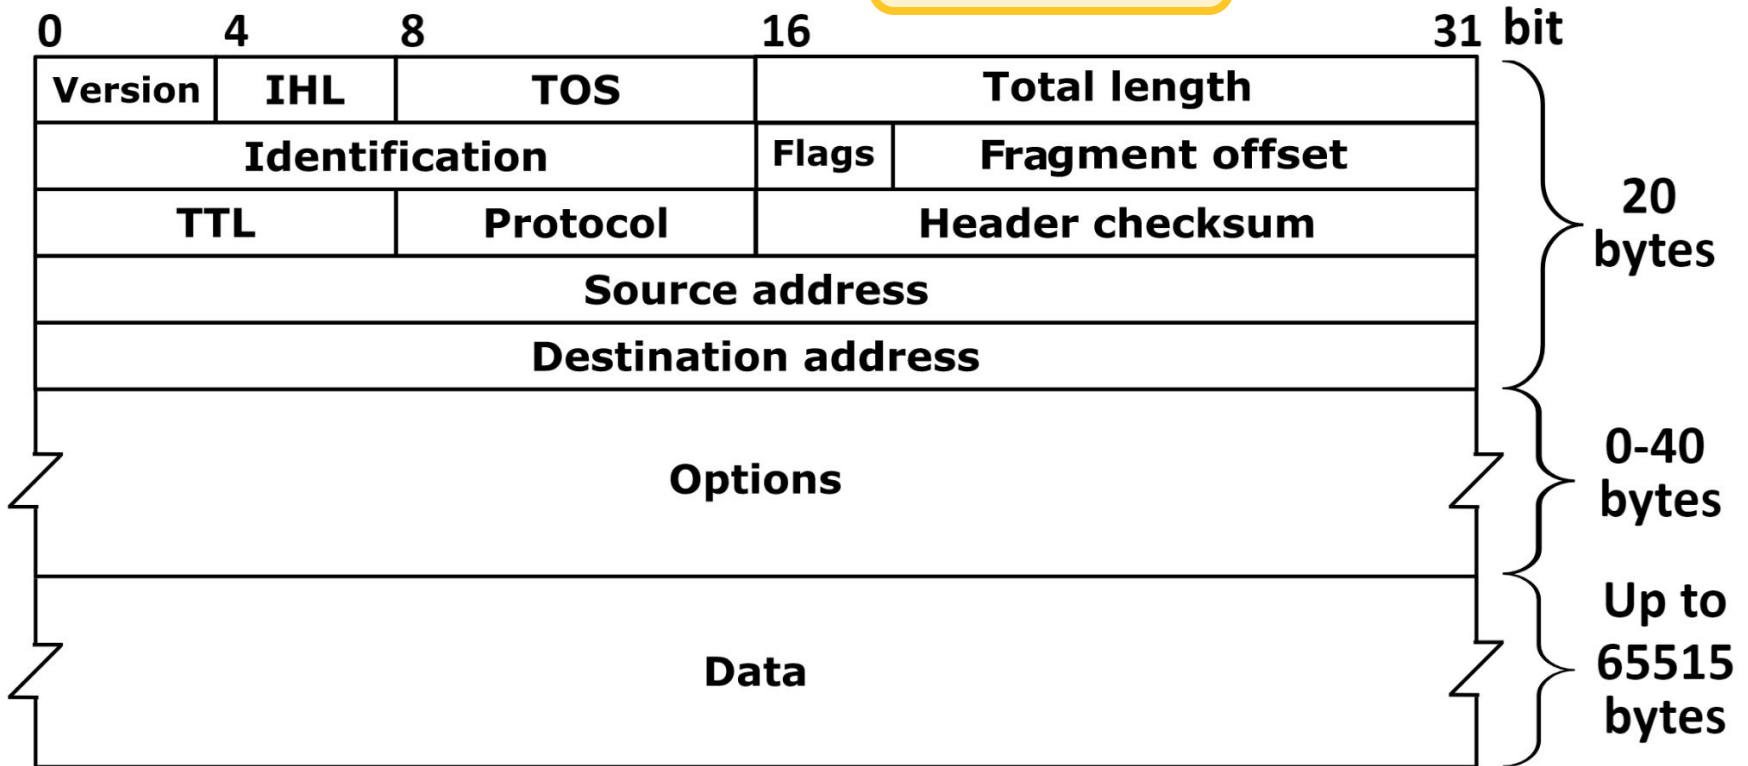 0 4 8 16 31 bit
Version IHL TOS Total length
Identification Flags Fragment offset
TTL Protocol Header checksum
Source address
Destination address
20
bytes
Options
0-40
bytes
Data
Up to
65515
bytes